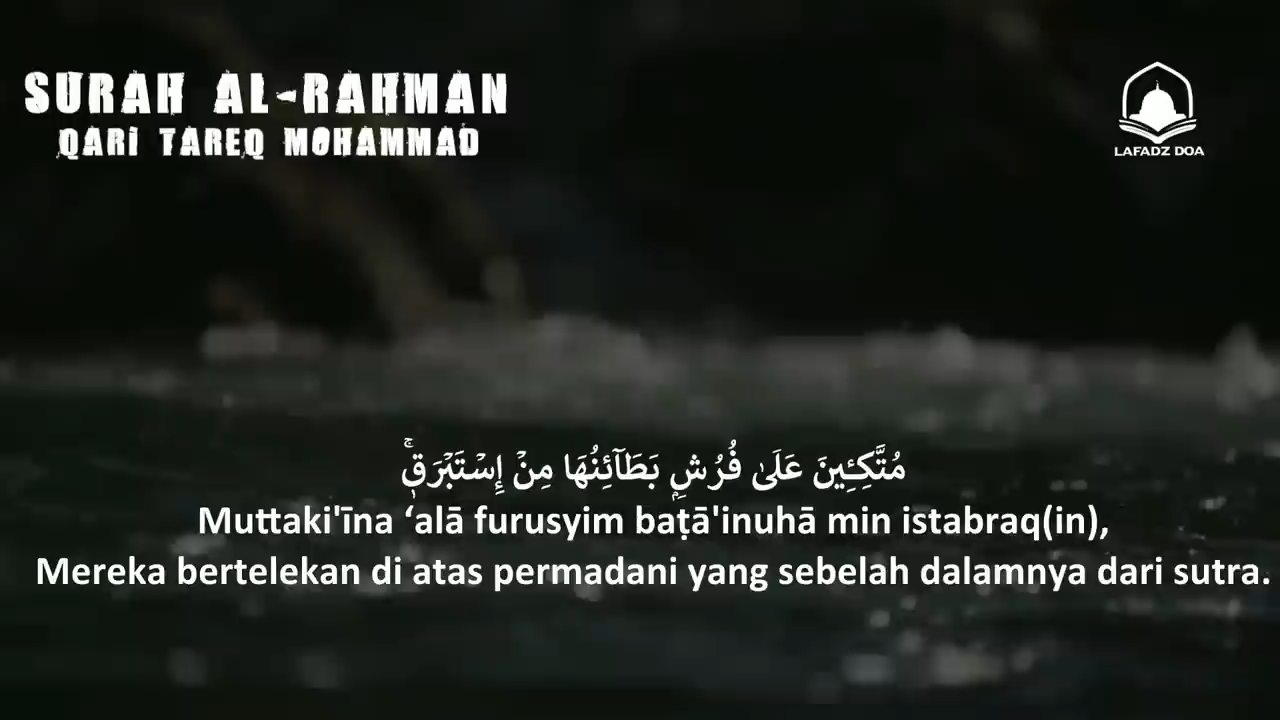 SURAH AL-RAHMAN
QARI TAREQ MOHAMMAD
LAFADZ DOA
مُتَّكِـِٔينَ عَلَىٰ فُرُشٍۭ بَطَآئِنُهَا مِنْ إِسْتَبْرَقٍۚ
Muttaki'īna ‘alā furusyim baṭā'inuhā min istabraq(in),
Mereka bertelekan di atas permadani yang sebelah dalamnya dari sutra.